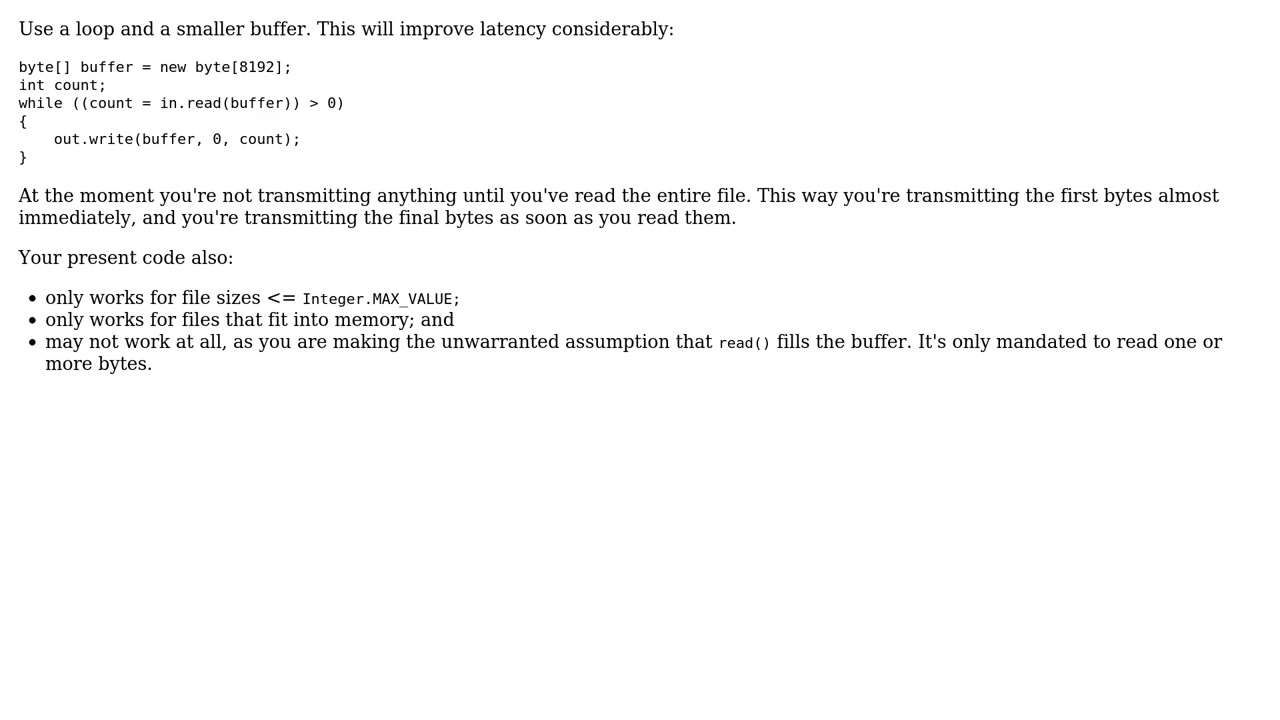 Use a loop and a smaller buffer. This will improve latency considerably:
byte[] buffer = new byte[8192];
int count;
while ((count = in.read(buffer)) > 0)
{
    out.write(buffer, 0, count);
}
At the moment you're not transmitting anything until you've read the entire file. This way you're transmitting the first bytes almost
immediately, and you're transmitting the final bytes as soon as you read them.
Your present code also:
• only works for file sizes <= Integer.MAX_VALUE;
• only works for files that fit into memory; and
• may not work at all, as you are making the unwarranted assumption that read() fills the buffer. It's only mandated to read one or
more bytes.